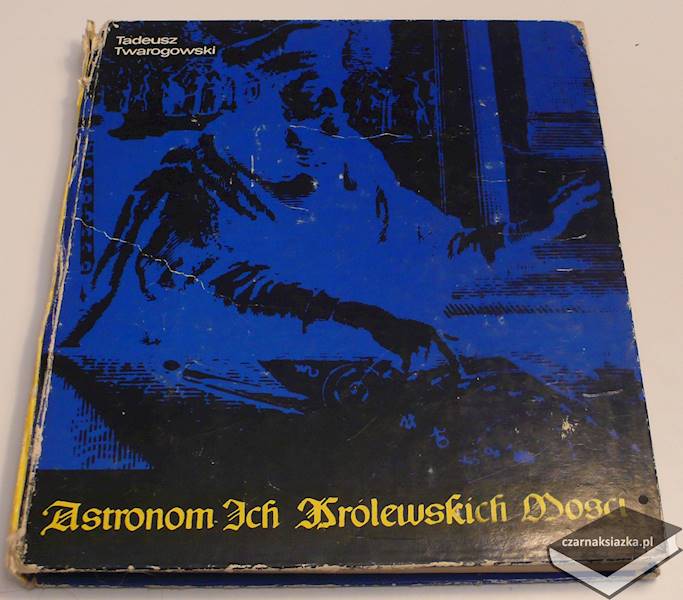 Tadeusz
Twarogowski
Astronom Ich Królewskich Mości
czarnaksiazka.pl